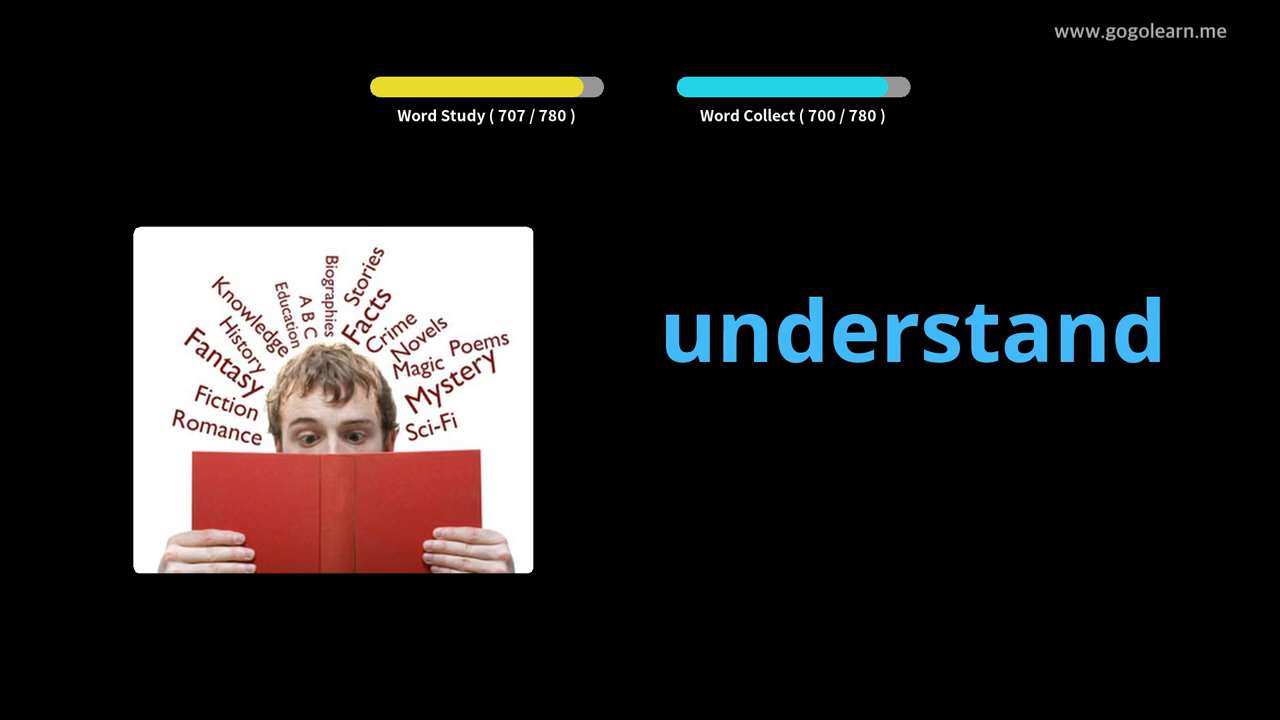 www.gogolearn.me
Word Study ( 707 / 780 )
Word Collect ( 700 / 780 )
understand
Biographies
Stories
Education
A B C
Facts
Knowledge
History
Crime
Novels
Fantasy
Magic
Poems
Mystery
Fiction
Romance
Sci-Fi